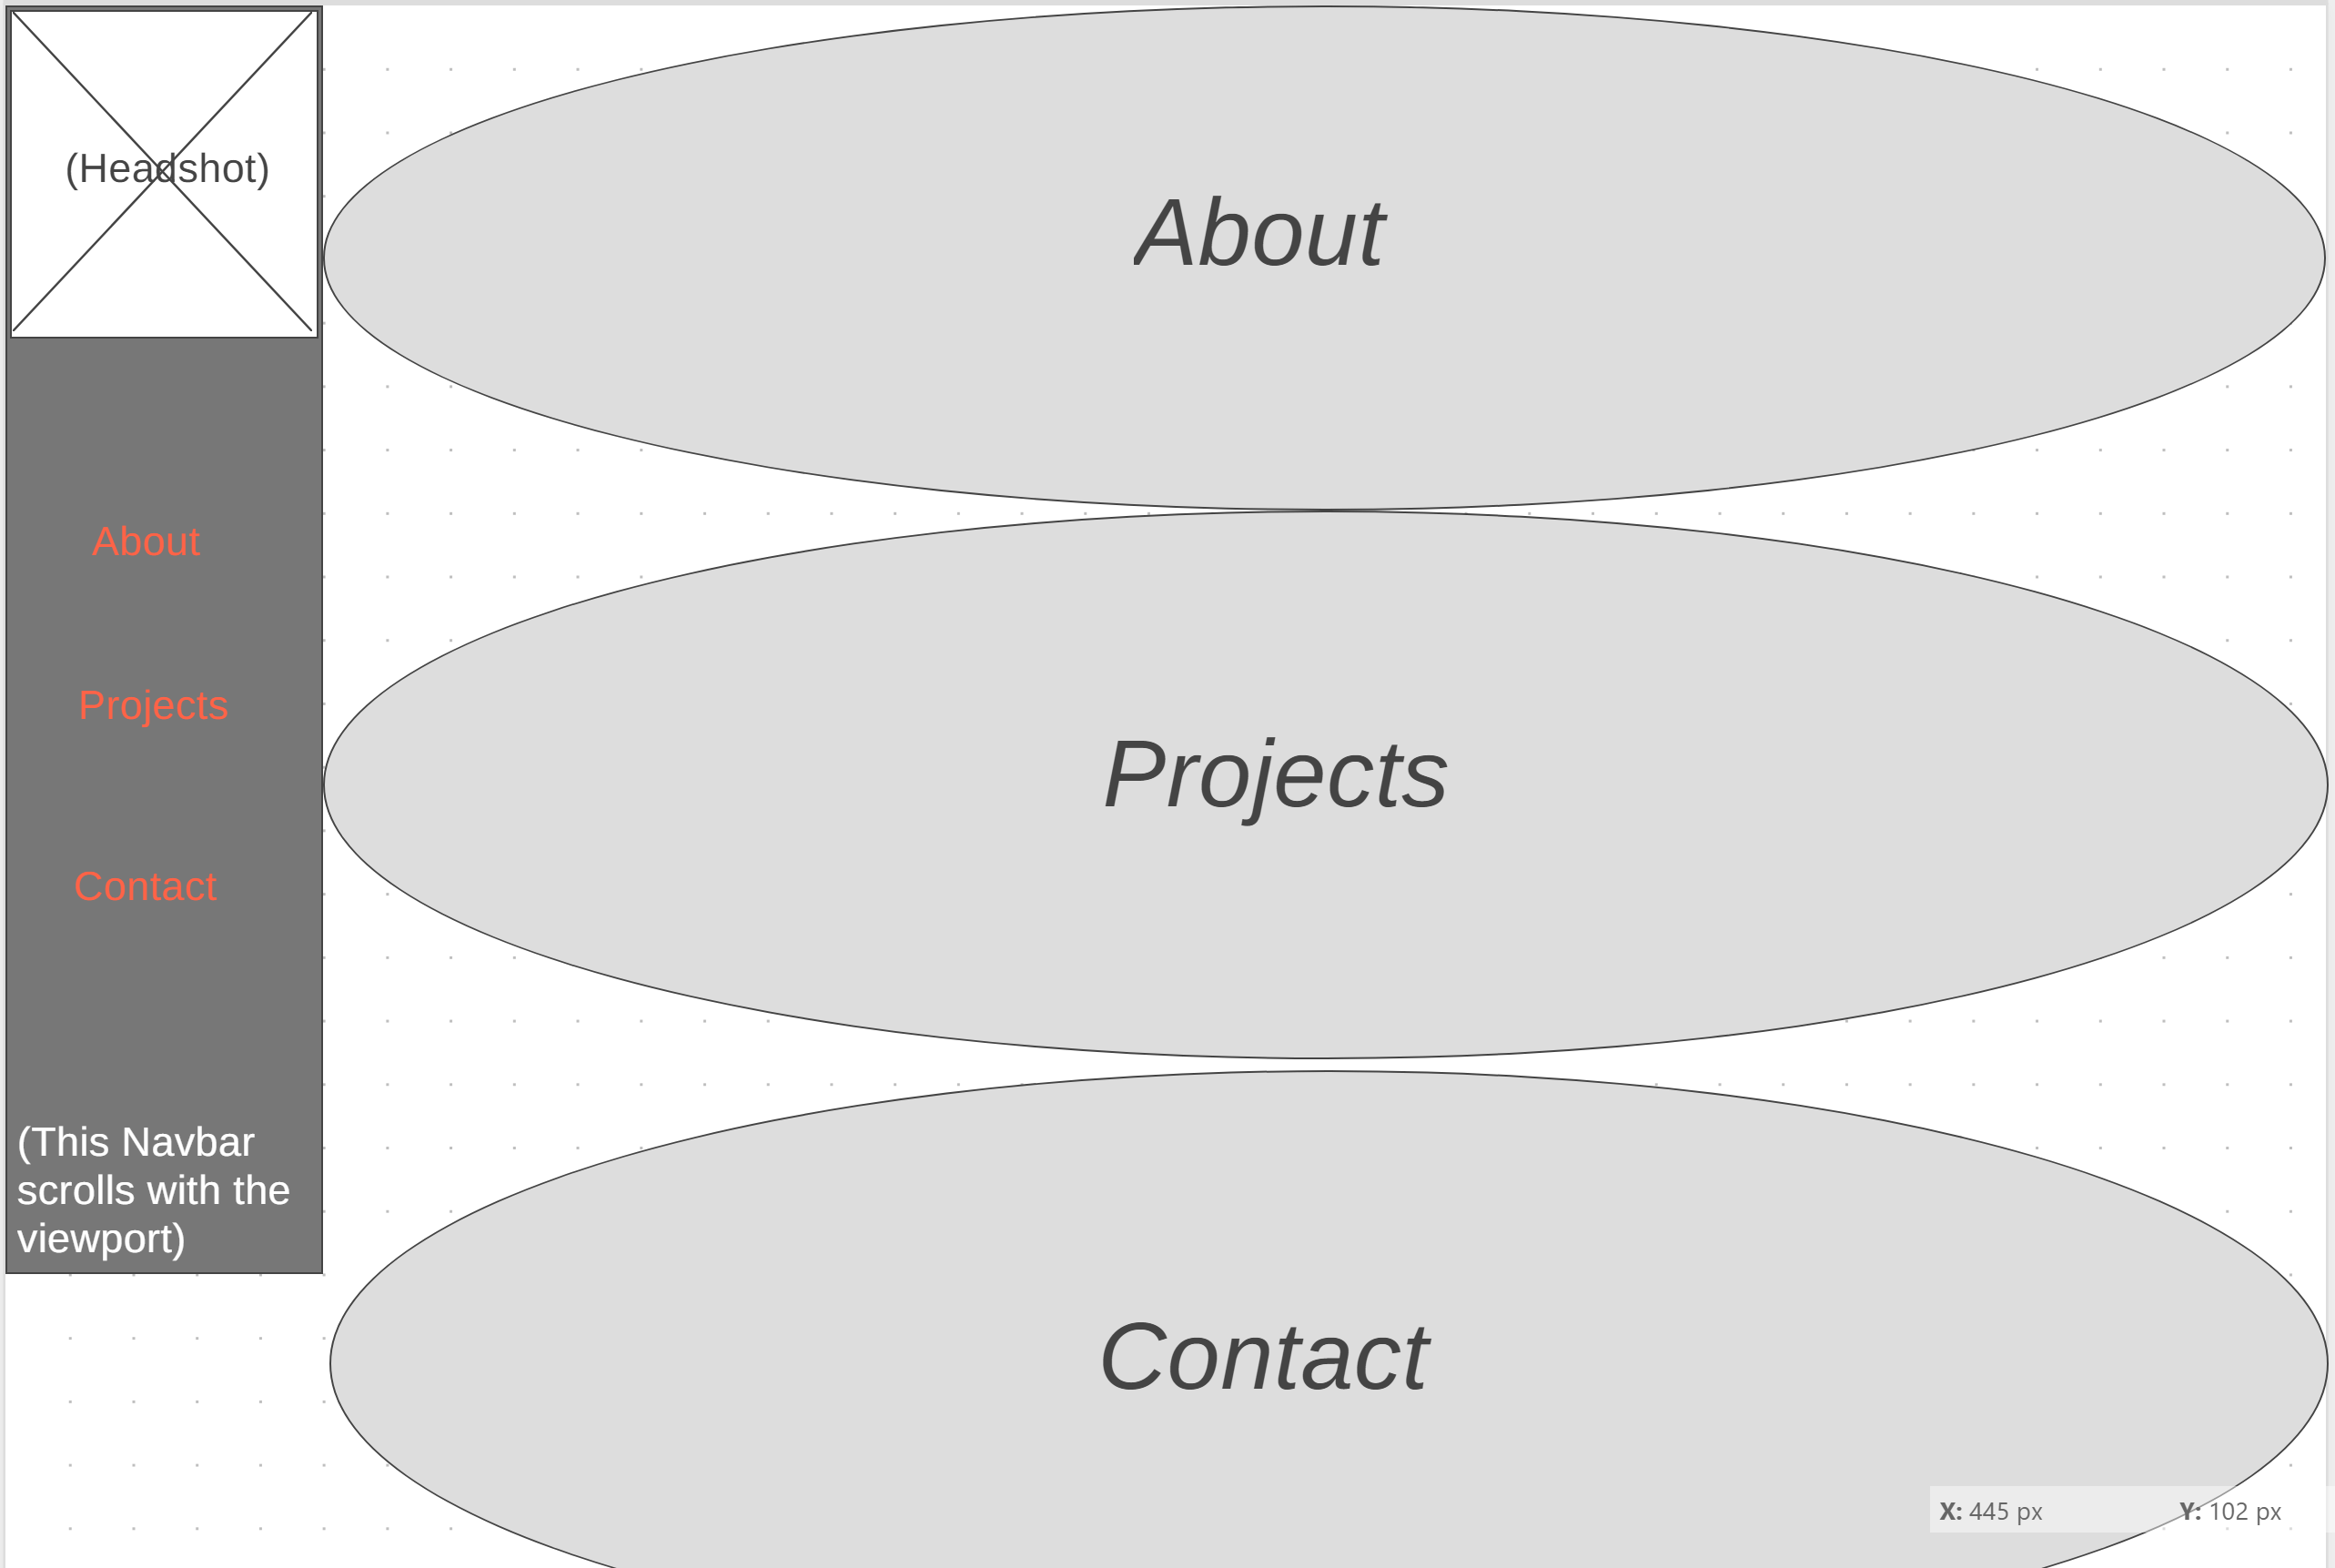 (Headshot)
About
Projects
Contact
(This Navbar
scrolls with the
viewport)
About
Projects
Contact
X: 445 px Y: 102 px